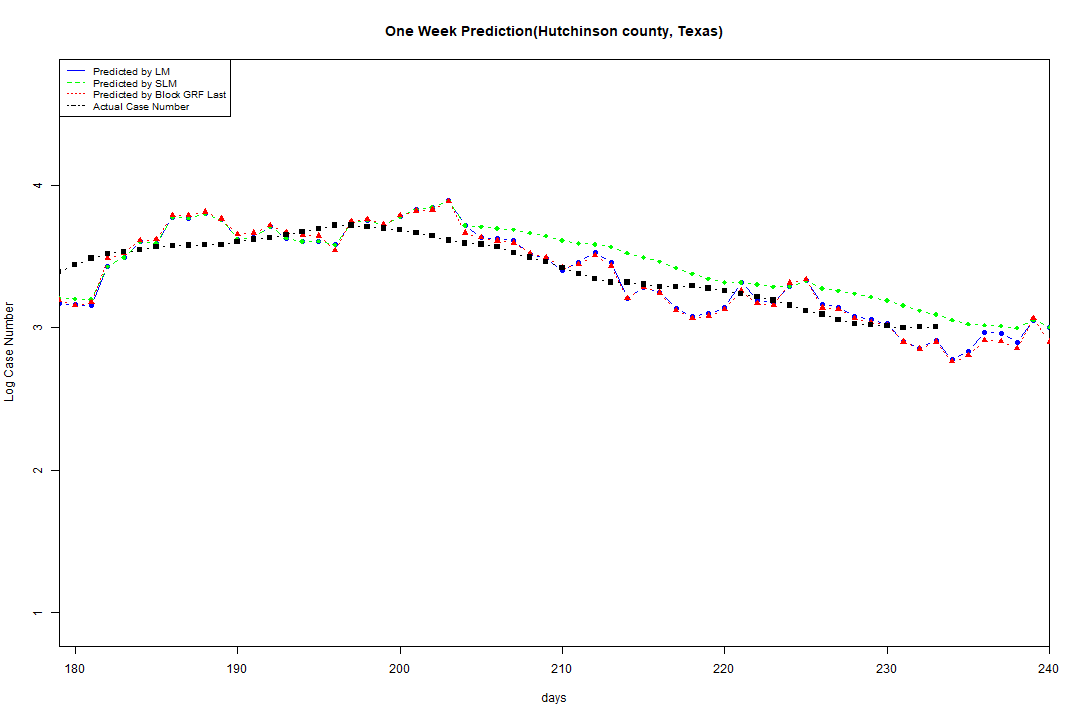 One Week Prediction(Hutchinson county, Texas)
Predicted by LM
Predicted by SLM
Predicted by Block GRF Last
Actual Case Number
4
3
2
1
Log Case Number
180 190 200 210 220 230 240
days